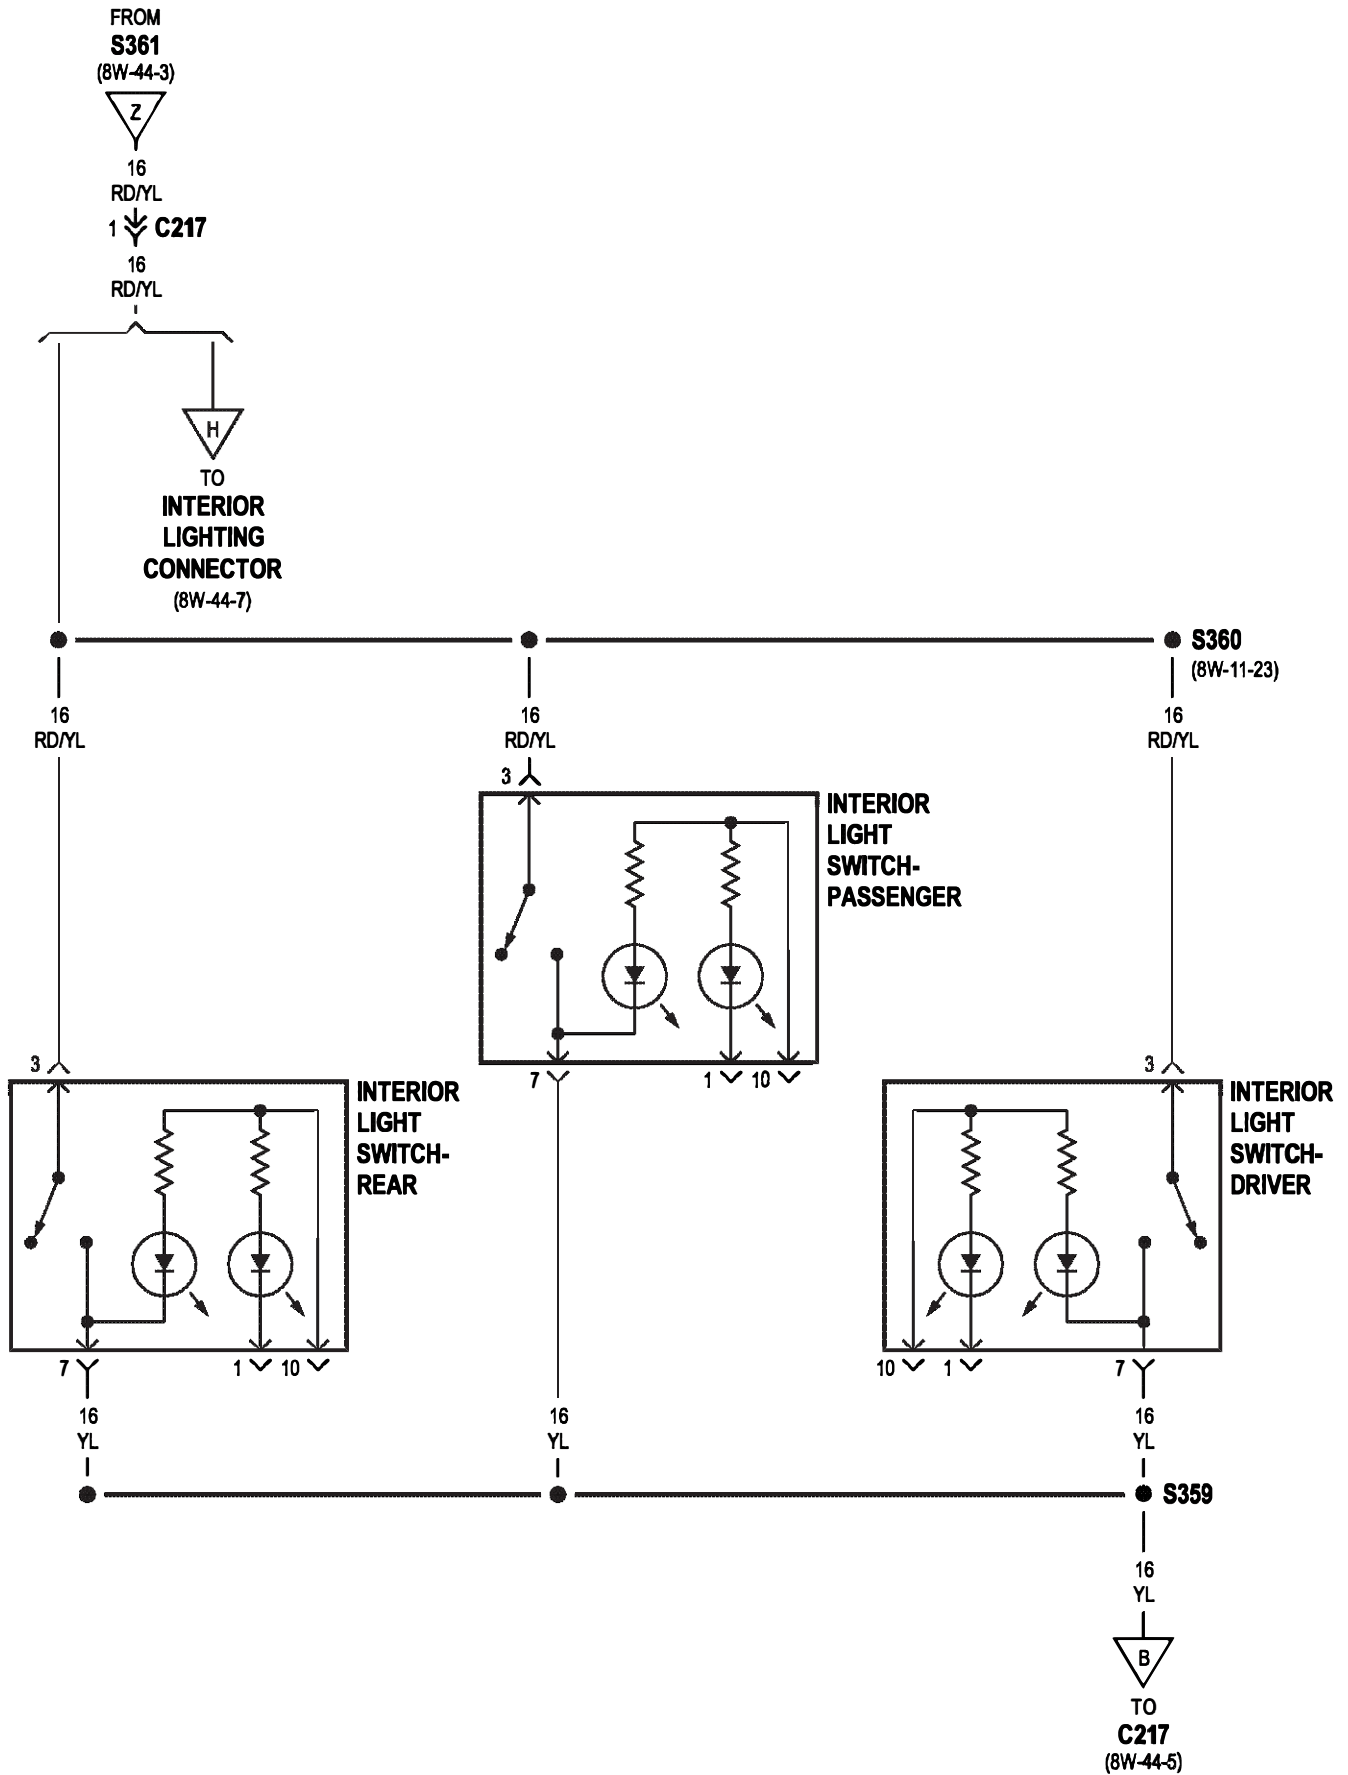 FROM
S361
(8W-44-3)
Z
16
RD/YL
1 C217
16
RD/YL
H
TO
INTERIOR
LIGHTING
CONNECTOR
(8W-44-7)
S360
(8W-11-23)
16
RD/YL
16
RD/YL
16
RD/YL
3
INTERIOR
LIGHT
SWITCH-
PASSENGER
7 1 10
3
INTERIOR
LIGHT
SWITCH-
REAR
7 1 10
3
INTERIOR
LIGHT
SWITCH-
DRIVER
10 1 7
16
YL
16
YL
16
YL
S359
16
YL
B
TO
C217
(8W-44-5)